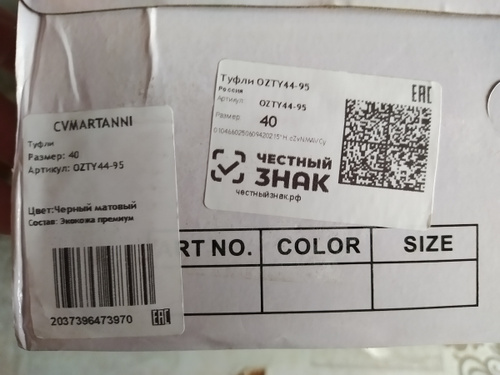 CVMARTANNI
Туфли
Размер: 40
Артикул: OZTY44-95
Цвет:Черный матовый
Состав: Экокожа премиум
2037396473970
EAC
Туфли OZTY44-95
Россия
Артикул: OZTY44-95
Размер: 40
EAC
ЧЕСТНЫЙ
ЗНАК
честныйзнак.рф
RT NO. COLOR SIZE